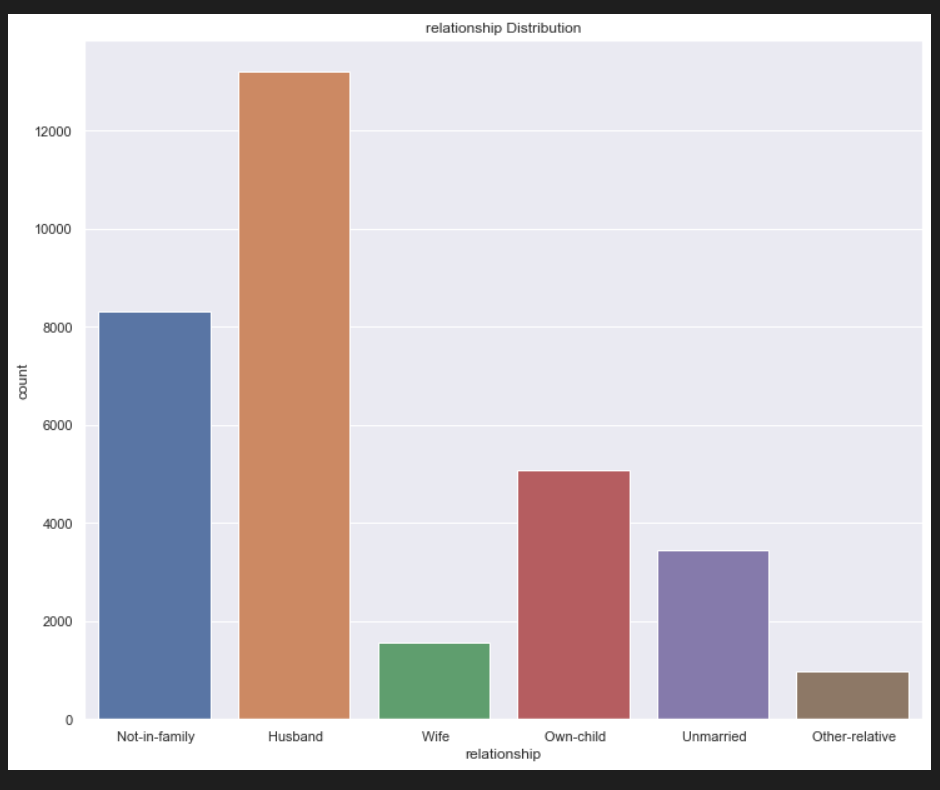 relationship Distribution
12000
10000
8000
6000
4000
2000
0
count
Not-in-family Husband Wife Own-child Unmarried Other-relative
relationship